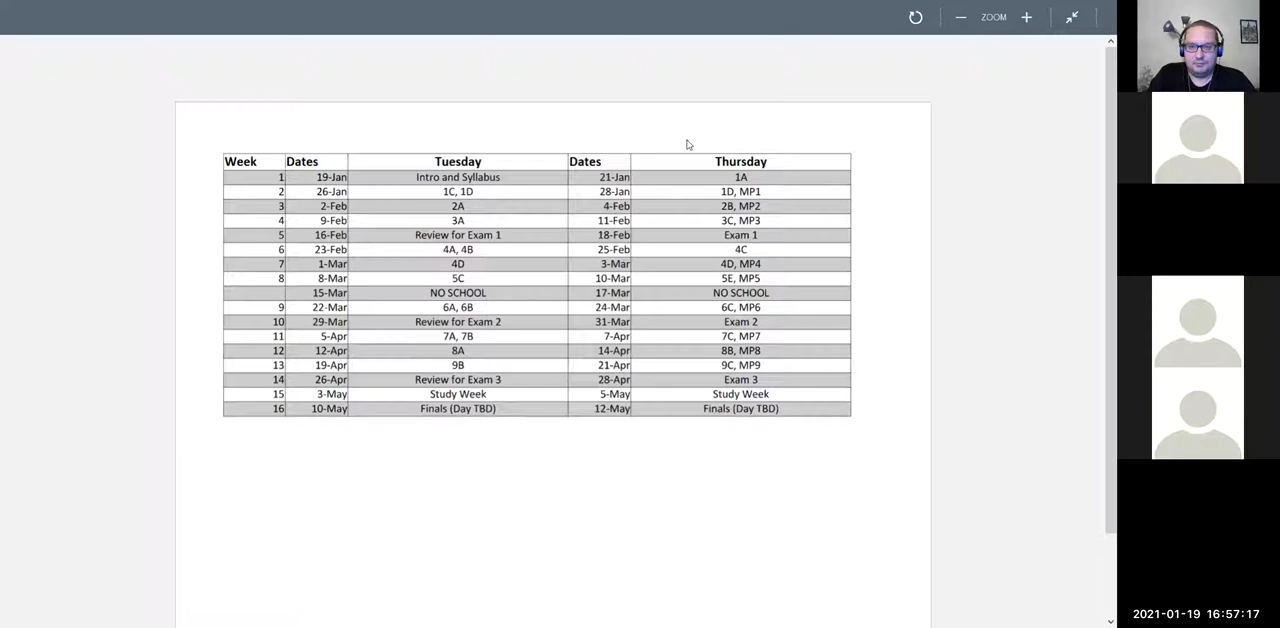 ZOOM
Week Dates Tuesday Dates Thursday
1 19-Jan Intro and Syllabus 21-Jan 1A
2 26-Jan 1C, 1D 28-Jan 1D, MP1
3 2-Feb 2A 4-Feb 2B, MP2
4 9-Feb 3A 11-Feb 3C, MP3
5 16-Feb Review for Exam 1 18-Feb Exam 1
6 23-Feb 4A, 4B 25-Feb 4C
7 1-Mar 4D 3-Mar 4D, MP4
8 8-Mar 5C 10-Mar 5E, MP5
15-Mar NO SCHOOL 17-Mar NO SCHOOL
9 22-Mar 6A, 6B 24-Mar 6C, MP6
10 29-Mar Review for Exam 2 31-Mar Exam 2
11 5-Apr 7A, 7B 7-Apr 7C, MP7
12 12-Apr 8A 14-Apr 8B, MP8
13 19-Apr 9B 21-Apr 9C, MP9
14 26-Apr Review for Exam 3 28-Apr Exam 3
15 3-May Study Week 5-May Study Week
16 10-May Finals (Day TBD) 12-May Finals (Day TBD)
2021-01-19 16:57:17